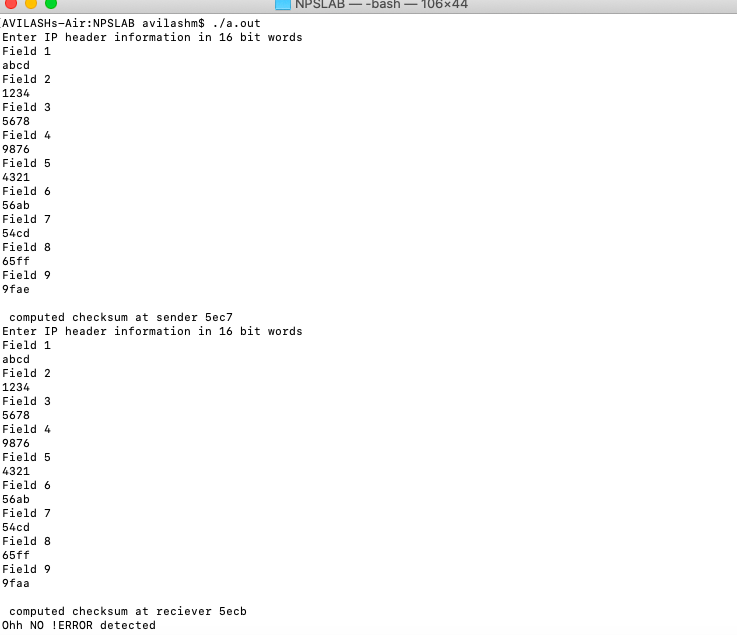 NPSLAB — -bash — 106×44
[AVILASHs-Air:NPSLAB avilashm$ ./a.out
Enter IP header information in 16 bit words
Field 1
abcd
Field 2
1234
Field 3
5678
Field 4
9876
Field 5
4321
Field 6
56ab
Field 7
54cd
Field 8
65ff
Field 9
9fae
computed checksum at sender 5ec7
Enter IP header information in 16 bit words
Field 1
abcd
Field 2
1234
Field 3
5678
Field 4
9876
Field 5
4321
Field 6
56ab
Field 7
54cd
Field 8
65ff
Field 9
9faa
computed checksum at reciever 5ecb
Ohh NO !ERROR detected